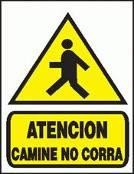 ATENCION
CAMINE NO CORRA